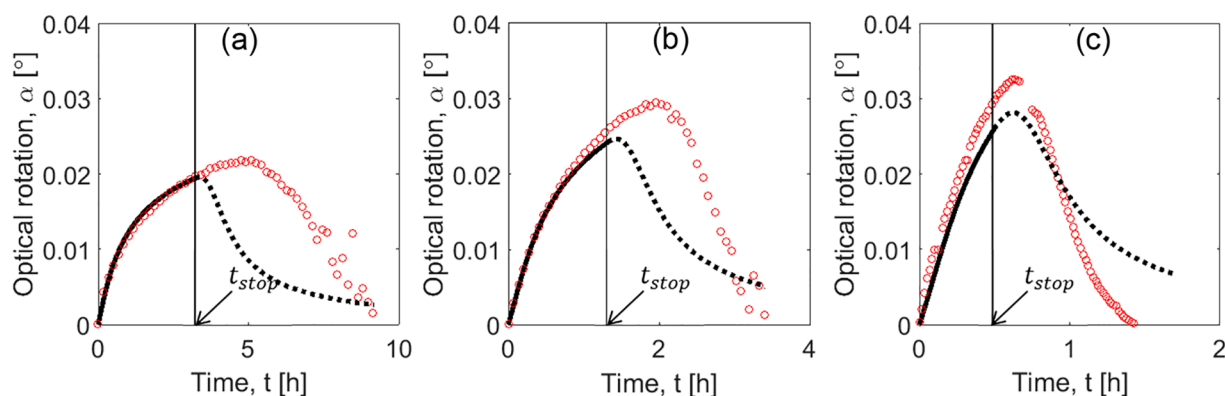 (a)
Optical rotation, α [°]
0.04
0.03
0.02
0.01
0
t_stop
0 5 10
Time, t [h]
(b)
Optical rotation, α [°]
0.04
0.03
0.02
0.01
0
t_stop
0 2 4
Time, t [h]
(c)
Optical rotation, α [°]
0.04
0.03
0.02
0.01
0
t_stop
0 1 2
Time, t [h]